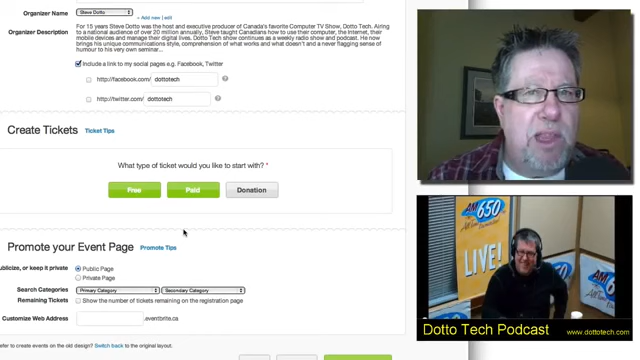 Organizer Name
Steve Dotto
+ Add new | edit
Organizer Description
For 15 years Steve Dotto was the host and executive producer of Canada's favorite Computer TV Show, Dotto Tech. Airing
to a national audience of over 20 million annually, Steve taught Canadians how to use their computer, the Internet, their
mobile devices and manage their digital lives. Dotto Tech show continues as a weekly radio show and podcast. He now
brings his unique communications style, comprehension of what works and what doesn't and a never flagging sense of
humour to his very own seminar...
Include a link to my social pages e.g. Facebook, Twitter
http://facebook.com/ dottotech ?
http://twitter.com/ dottotech ?
Create Tickets Ticket Tips
What type of ticket would you like to start with? *
Free Paid Donation
Promote your Event Page Promote Tips
ublicize, or keep it private Public Page
Private Page
Search Categories Primary Category Secondary Category
Remaining Tickets Show the number of tickets remaining on the registration page
Customize Web Address .eventbrite.ca
refer to create events on the old design? Switch back to the original layout.
AM 650
LIVE!
Dotto Tech Podcast www.dottotech.com